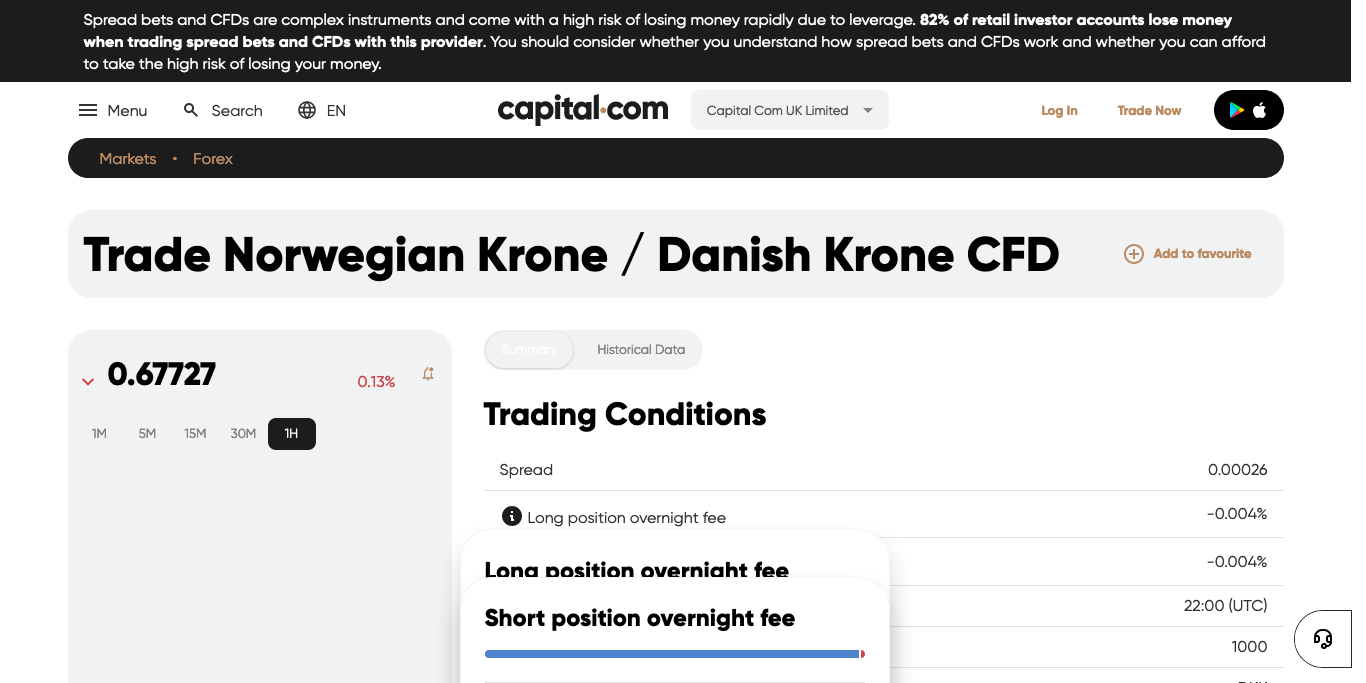 Spread bets and CFDs are complex instruments and come with a high risk of losing money rapidly due to leverage. 82% of retail investor accounts lose money
when trading spread bets and CFDs with this provider. You should consider whether you understand how spread bets and CFDs work and whether you can afford
to take the high risk of losing your money.
Menu Search EN capital.com Capital Com UK Limited Log In Trade Now
Markets • Forex
Trade Norwegian Krone / Danish Krone CFD Add to favourite
0.67727 0.13%
1M 5M 15M 30M 1H
Summary Historical Data
Trading Conditions
Spread 0.00026
Long position overnight fee -0.004%
Long position overnight fee
-0.004%
Short position overnight fee
22:00 (UTC)
1000